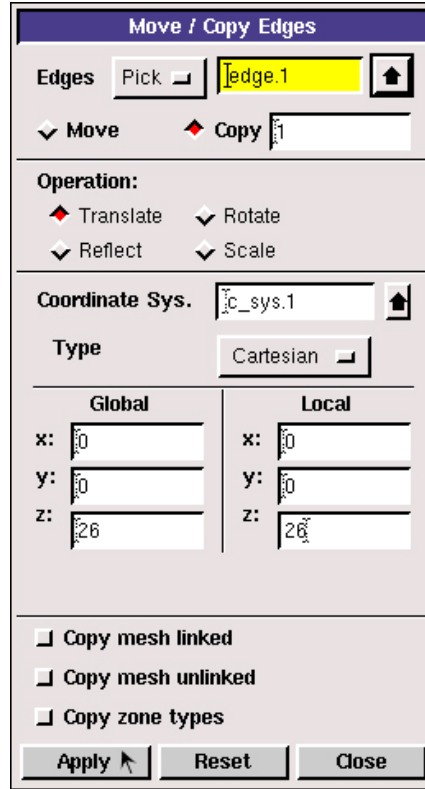 Move / Copy Edges
Edges Pick edge.1
Move Copy 1
Operation:
Translate Rotate
Reflect Scale
Coordinate Sys. c_sys.1
Type Cartesian
Global Local
x: 0 x: 0
y: 0 y: 0
z: 26 z: 26
Copy mesh linked
Copy mesh unlinked
Copy zone types
Apply Reset Close